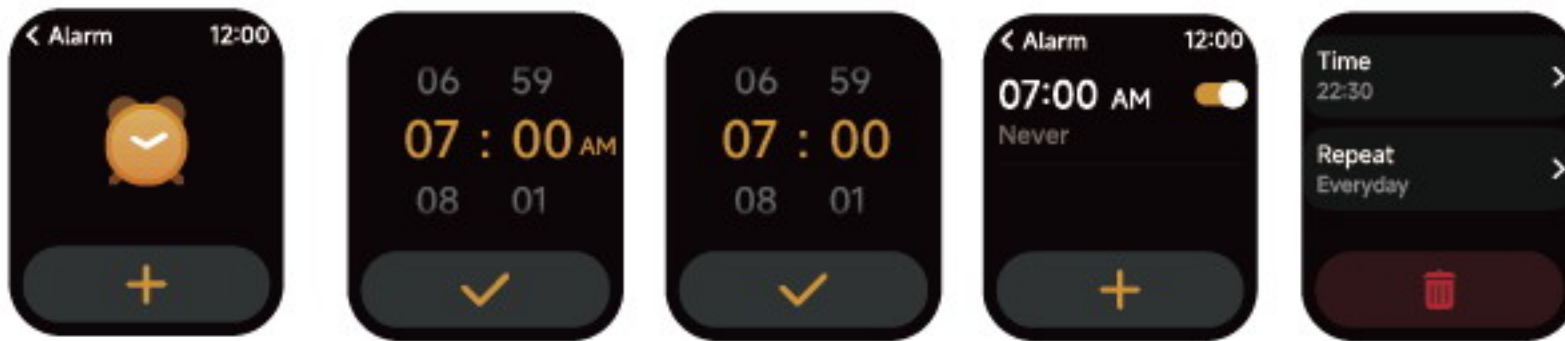 < Alarm 12:00
06 59
07 : 00 AM
08 01
06 59
07 : 00
08 01
< Alarm 12:00
07:00 AM
Never
Time
22:30
Repeat
Everyday